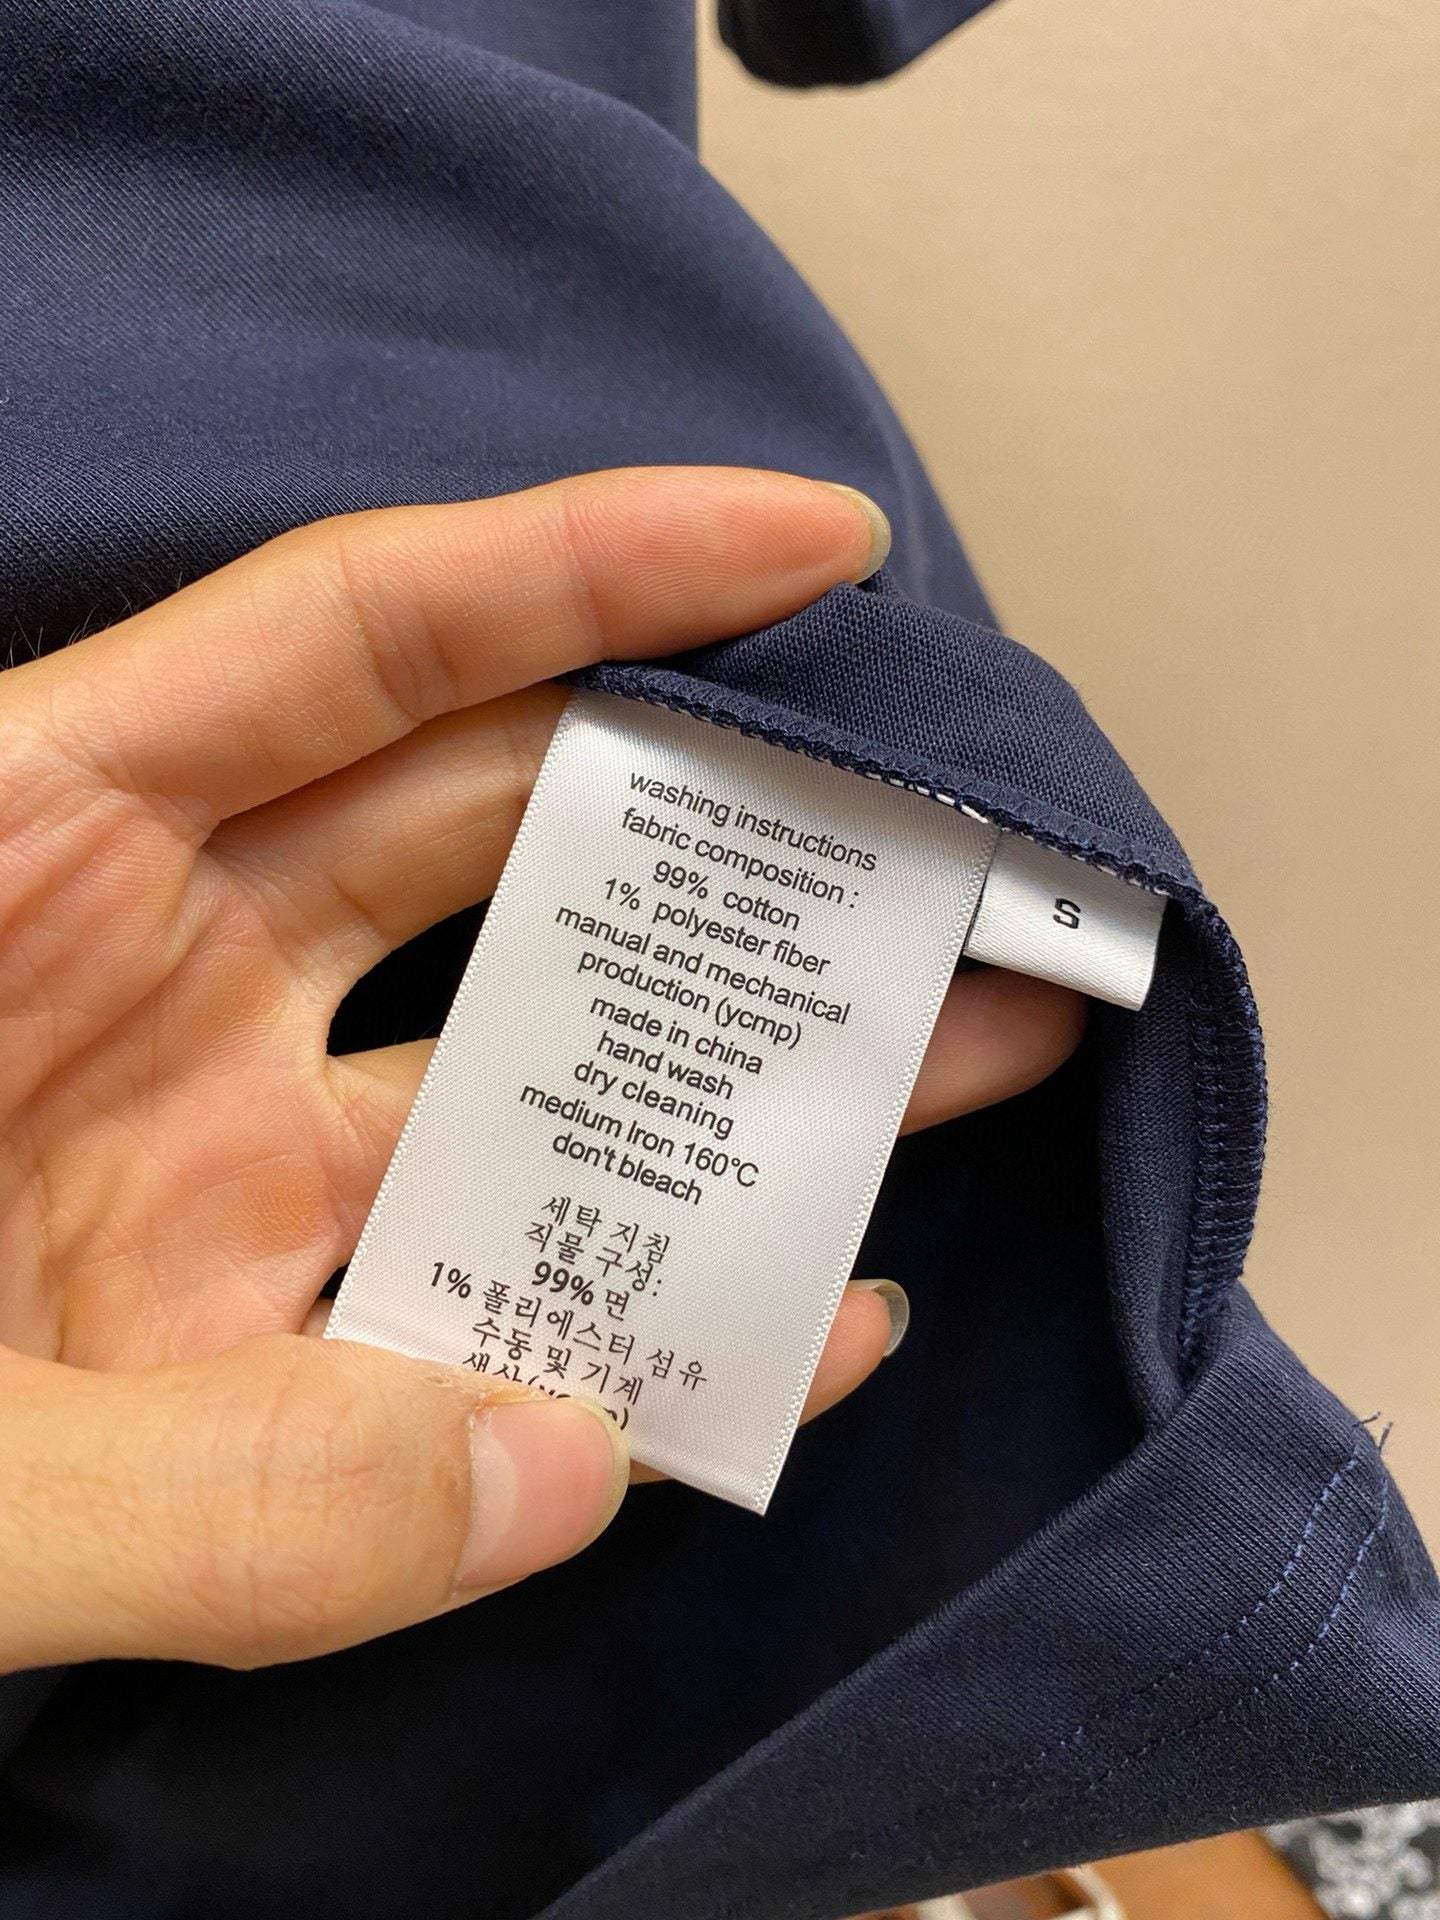 washing instructions
fabric composition :
99% cotton
1% polyester fiber
manual and mechanical
production (ycmp)
made in china
hand wash
dry cleaning
medium Iron 160°C
don't bleach
세탁 지침
직물 구성:
99% 면
1% 폴리에스터 섬유
수동 및 기계
S